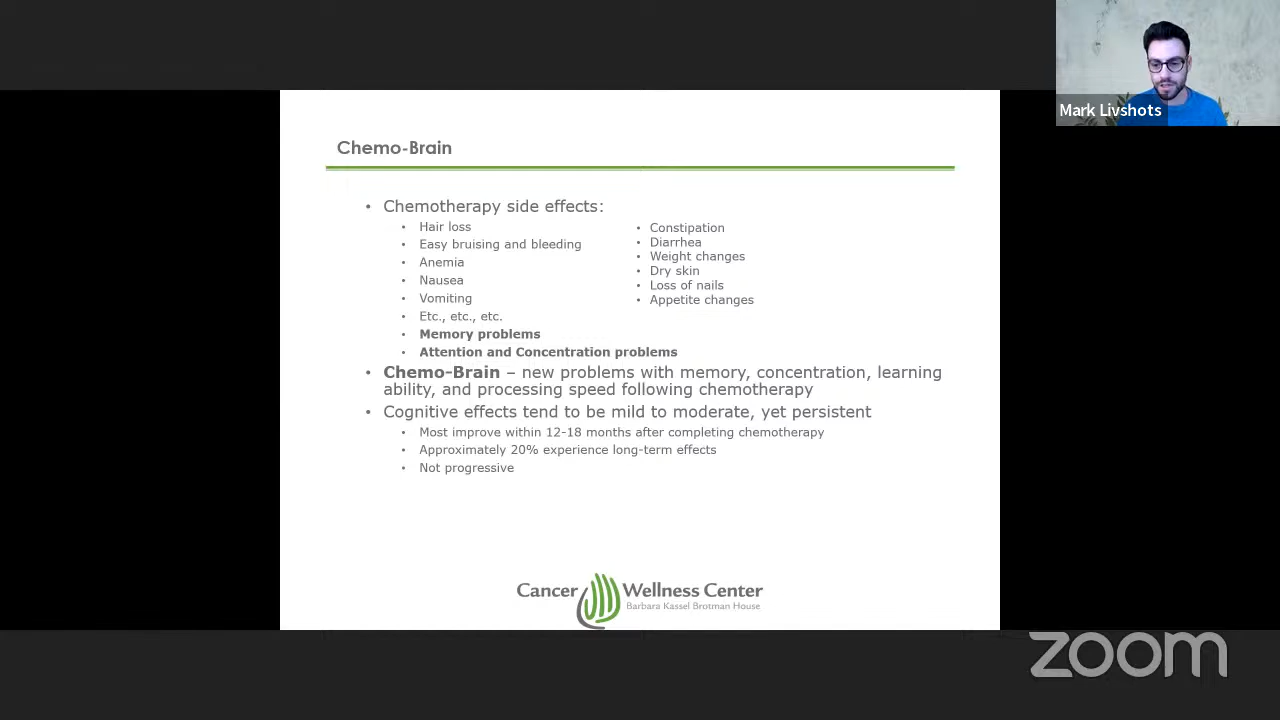 Mark Livshots
Chemo-Brain
• Chemotherapy side effects:
• Hair loss
• Easy bruising and bleeding
• Anemia
• Nausea
• Vomiting
• Etc., etc., etc.
• Memory problems
• Attention and Concentration problems
• Constipation
• Diarrhea
• Weight changes
• Dry skin
• Loss of nails
• Appetite changes
• Chemo-Brain – new problems with memory, concentration, learning
ability, and processing speed following chemotherapy
• Cognitive effects tend to be mild to moderate, yet persistent
• Most improve within 12-18 months after completing chemotherapy
• Approximately 20% experience long-term effects
• Not progressive
Cancer Wellness Center
Barbara Kassel Brotman House
zoom